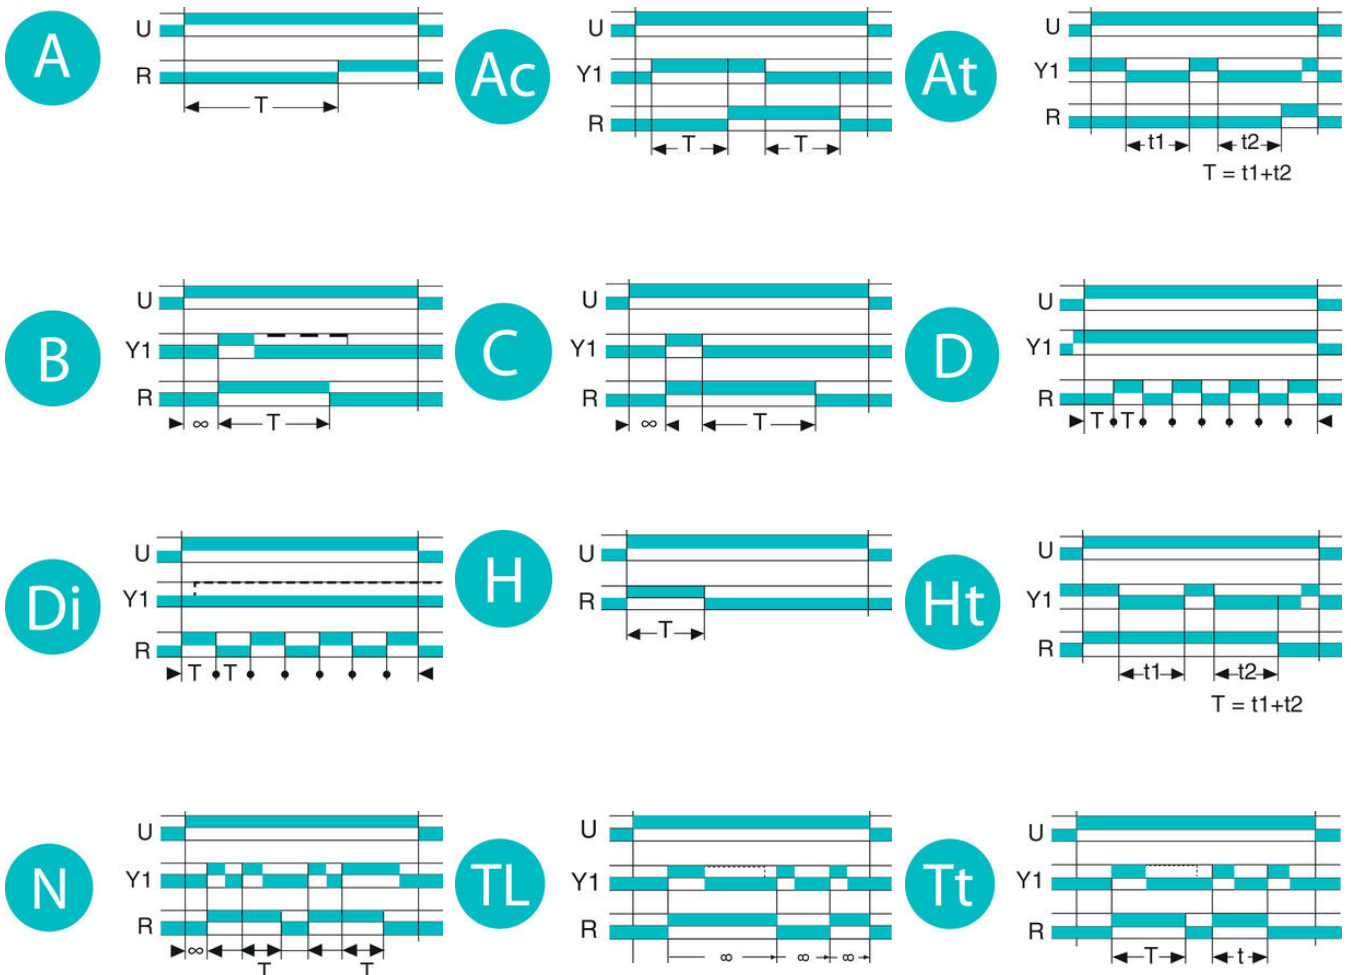 A
U
R
T
Ac
U
Y1
R
T T
At
U
Y1
R
t1 t2
T = t1+t2
B
U
Y1
R
∞ T
C
U
Y1
R
∞ T
D
U
Y1
R
T T
Di
U
Y1
R
T T
H
U
R
T
Ht
U
Y1
R
t1 t2
T = t1+t2
N
U
Y1
R
∞
T T
TL
U
Y1
R
∞ ∞ ∞
Tt
U
Y1
R
T t